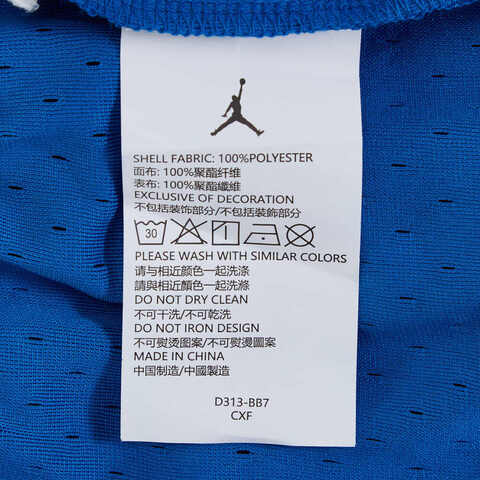 SHELL FABRIC: 100%POLYESTER
面布: 100%聚酯纤维
表布: 100%聚酯纖維
EXCLUSIVE OF DECORATION
不包括装饰部分/不包括裝飾部分
30
PLEASE WASH WITH SIMILAR COLORS
请与相近颜色一起洗涤
請與相近顏色一起洗滌
DO NOT DRY CLEAN
不可干洗/不可乾洗
DO NOT IRON DESIGN
不可熨烫图案/不可熨燙圖案
MADE IN CHINA
中国制造/中國製造
D313-BB7
CXF